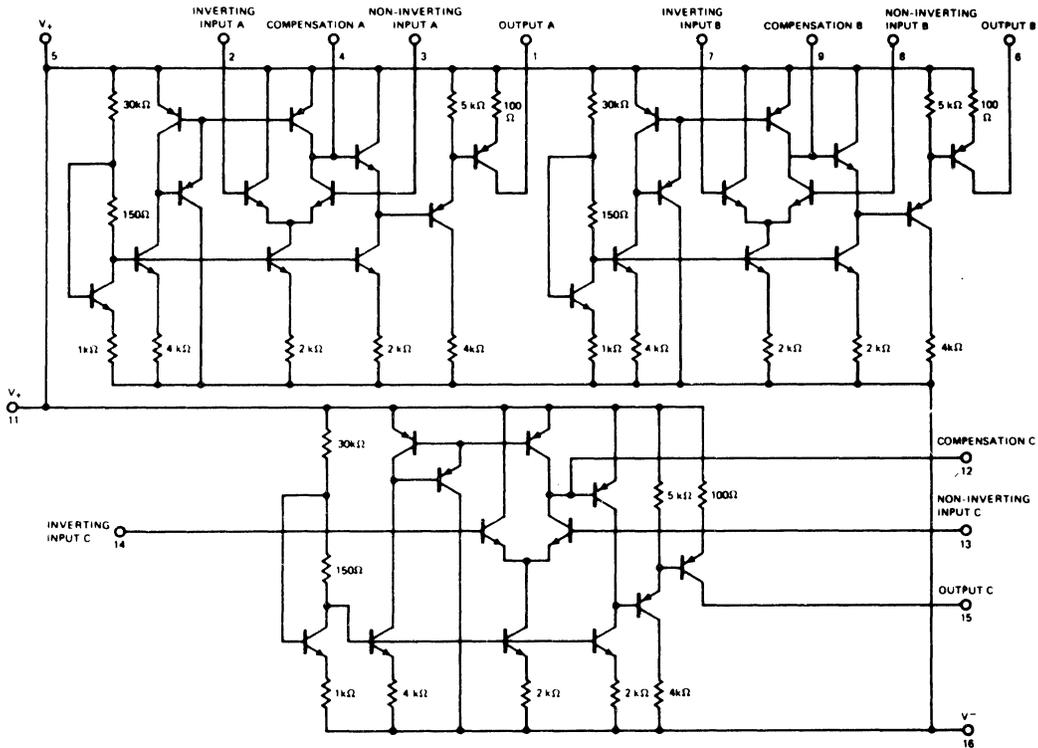 V+
5
INVERTING
INPUT A
2
COMPENSATION A
4
NON-INVERTING
INPUT A
3
OUTPUT A
1
INVERTING
INPUT B
7
COMPENSATION B
9
NON-INVERTING
INPUT B
8
OUTPUT B
6
30kΩ
5 kΩ
100
Ω
30kΩ
5 kΩ
100
Ω
150Ω
150Ω
1kΩ
4 kΩ
2 kΩ
2 kΩ
4kΩ
1kΩ
4 kΩ
2 kΩ
2 kΩ
4kΩ
V+
11
30kΩ
COMPENSATION C
12
5 kΩ
100Ω
INVERTING
INPUT C
14
NON-INVERTING
INPUT C
13
150Ω
OUTPUT C
15
1kΩ
4 kΩ
2 kΩ
2 kΩ
4kΩ
V−
16